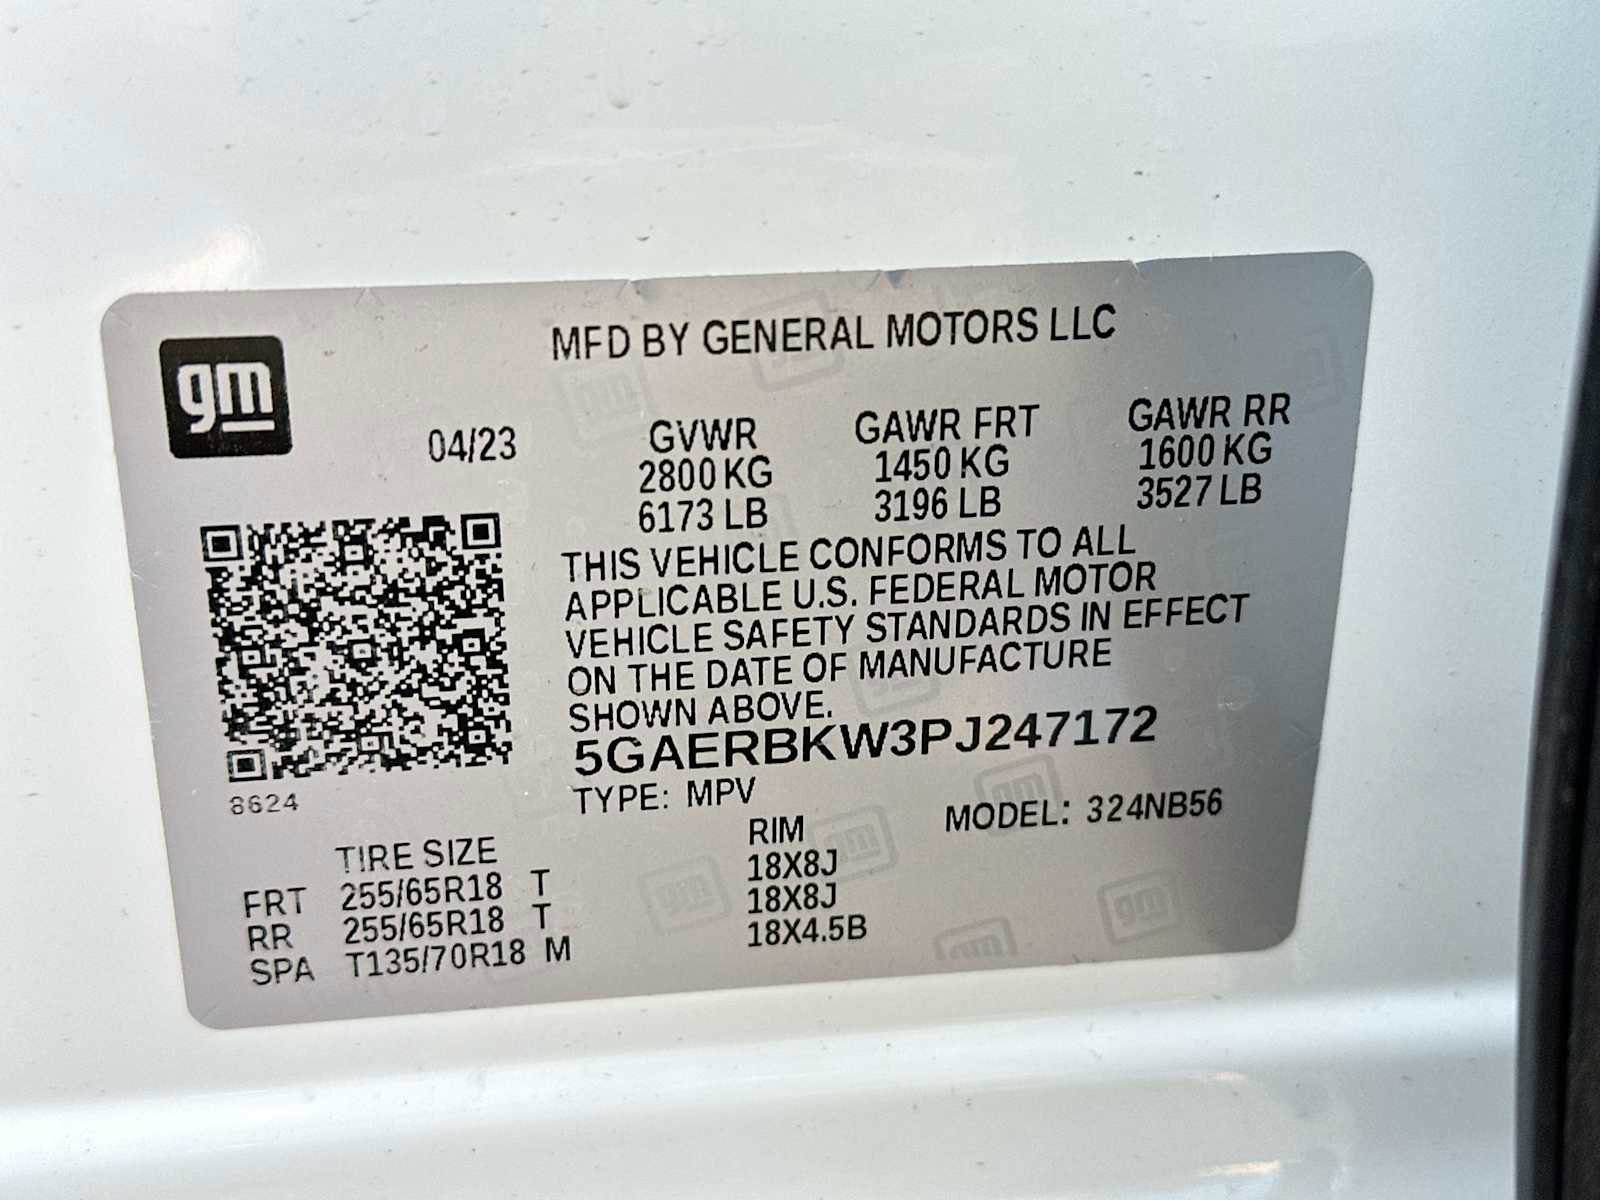 gm
MFD BY GENERAL MOTORS LLC
04/23 GVWR GAWR FRT GAWR RR
2800 KG 1450 KG 1600 KG
6173 LB 3196 LB 3527 LB
THIS VEHICLE CONFORMS TO ALL
APPLICABLE U.S. FEDERAL MOTOR
VEHICLE SAFETY STANDARDS IN EFFECT
ON THE DATE OF MANUFACTURE
SHOWN ABOVE.
5GAERBKW3PJ247172
8624
TYPE: MPV MODEL: 324NB56
TIRE SIZE RIM
FRT 255/65R18 T 18X8J
RR 255/65R18 T 18X8J
SPA T135/70R18 M 18X4.5B